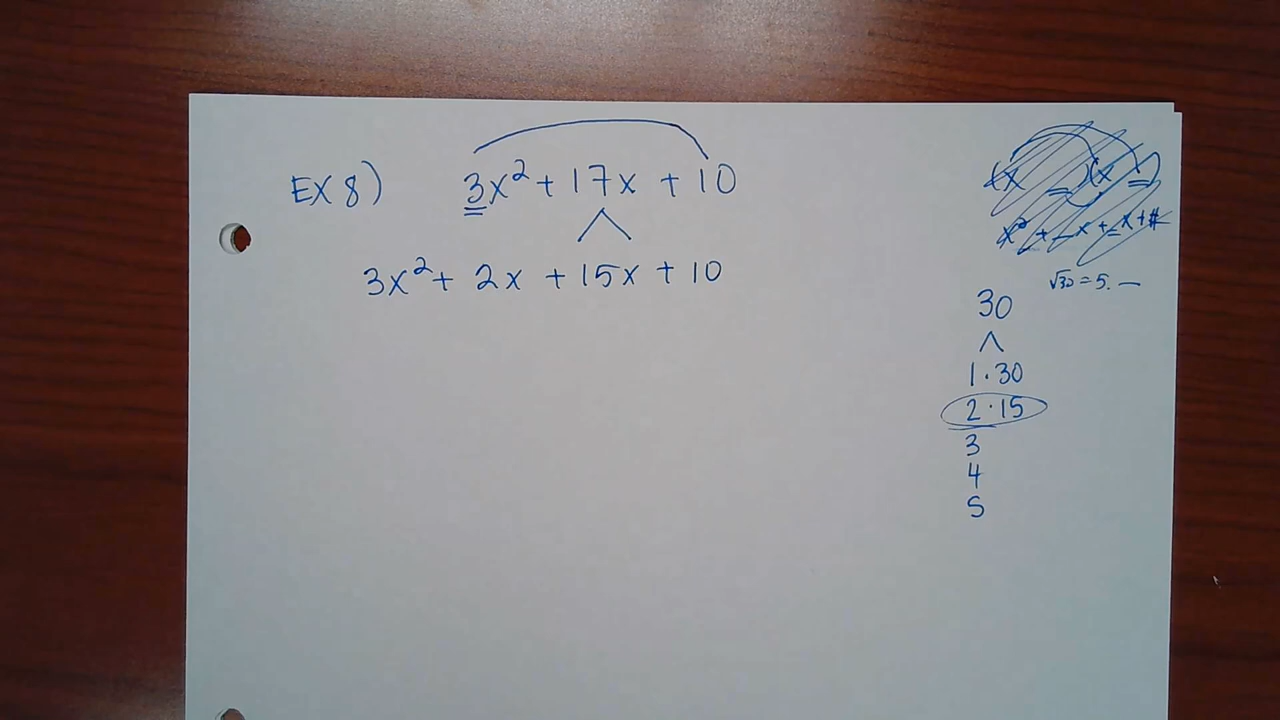 EX 8) 3x² + 17x + 10
3x² + 2x + 15x + 10
(x _ )(x _ )
x² + _ x + _ x + #
√30 = 5. _
30
1 · 30
2 · 15
3
4
5